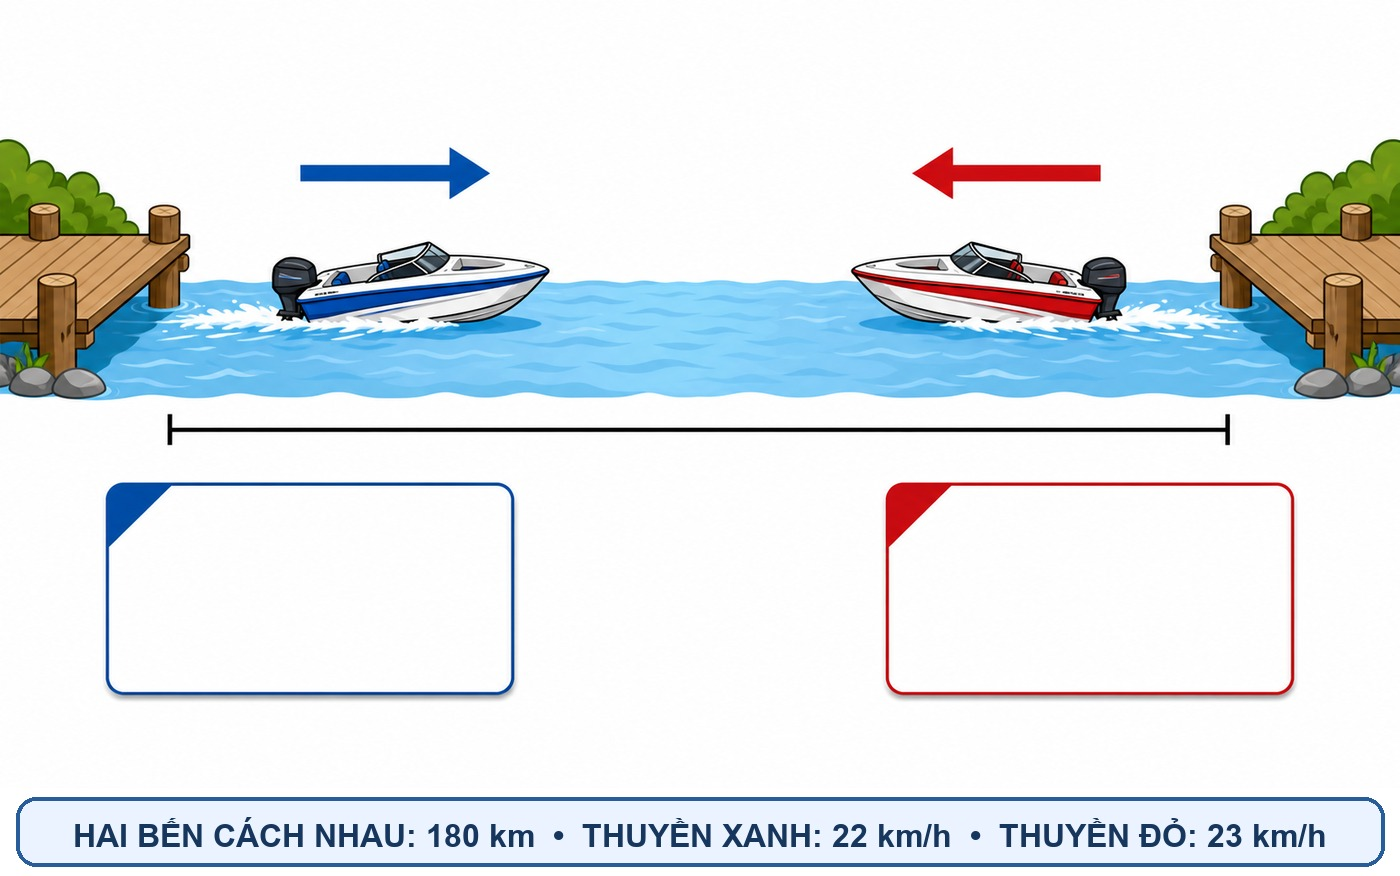 HAI BẾN CÁCH NHAU: 180 km • THUYỀN XANH: 22 km/h • THUYỀN ĐỎ: 23 km/h